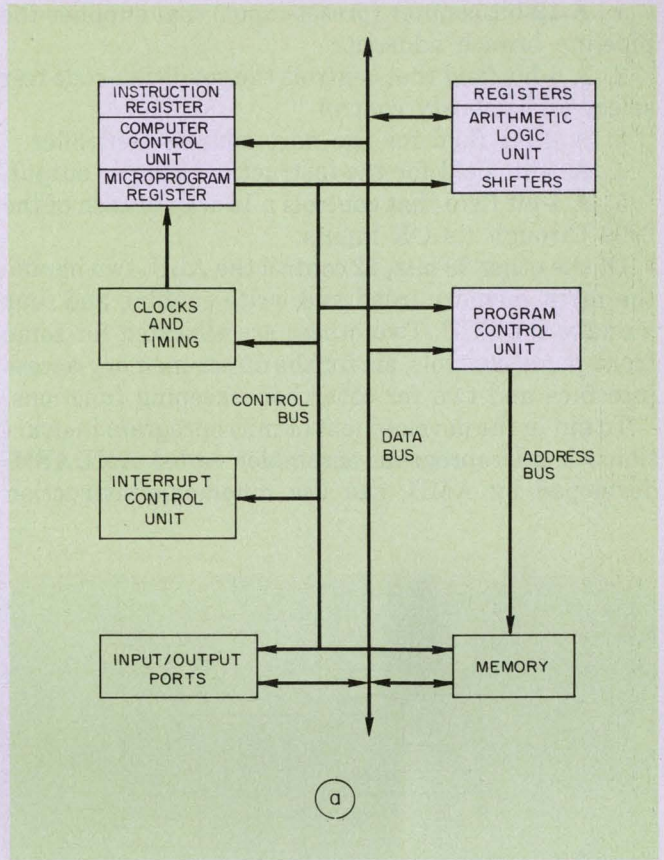 INSTRUCTION
REGISTER
COMPUTER
CONTROL
UNIT
MICROPROGRAM
REGISTER
REGISTERS
ARITHMETIC
LOGIC
UNIT
SHIFTERS
CLOCKS
AND
TIMING
PROGRAM
CONTROL
UNIT
CONTROL
BUS
DATA
BUS
ADDRESS
BUS
INTERRUPT
CONTROL
UNIT
INPUT/OUTPUT
PORTS
MEMORY
a